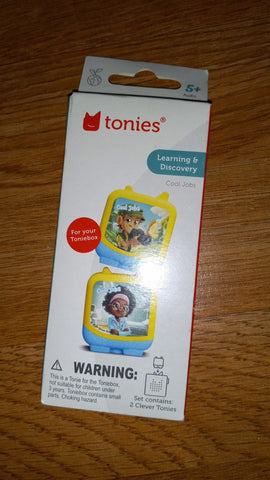 5+
Audio
tonies®
Learning &
Discovery
Cool Jobs
Cool Jobs
For your
Toniebox
WARNING:
This is a Tonie for the Toniebox,
not suitable for children under
3 years. Toniebox contains small
parts. Choking hazard.
Set contains:
2 Clever Tonies